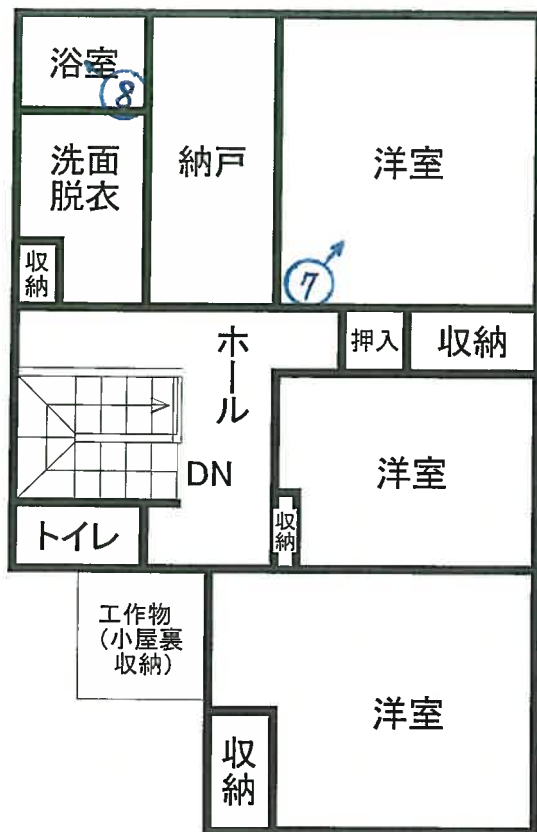 浴室
⑧
洗面
脱衣
収納
納戸
洋室
⑦
ホール
押入
収納
DN
洋室
収納
トイレ
工作物
(小屋裏
収納)
洋室
収納